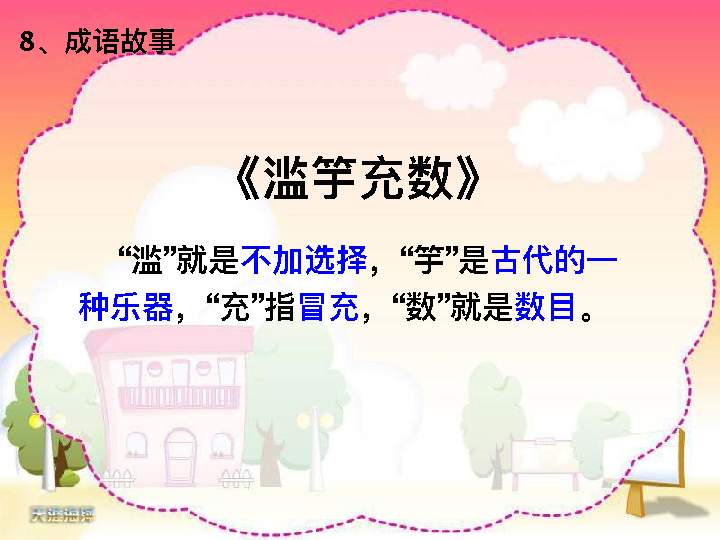 8、成语故事
《滥竽充数》
“滥”就是不加选择，“竽”是古代的一
种乐器，“充”指冒充，“数”就是数目。